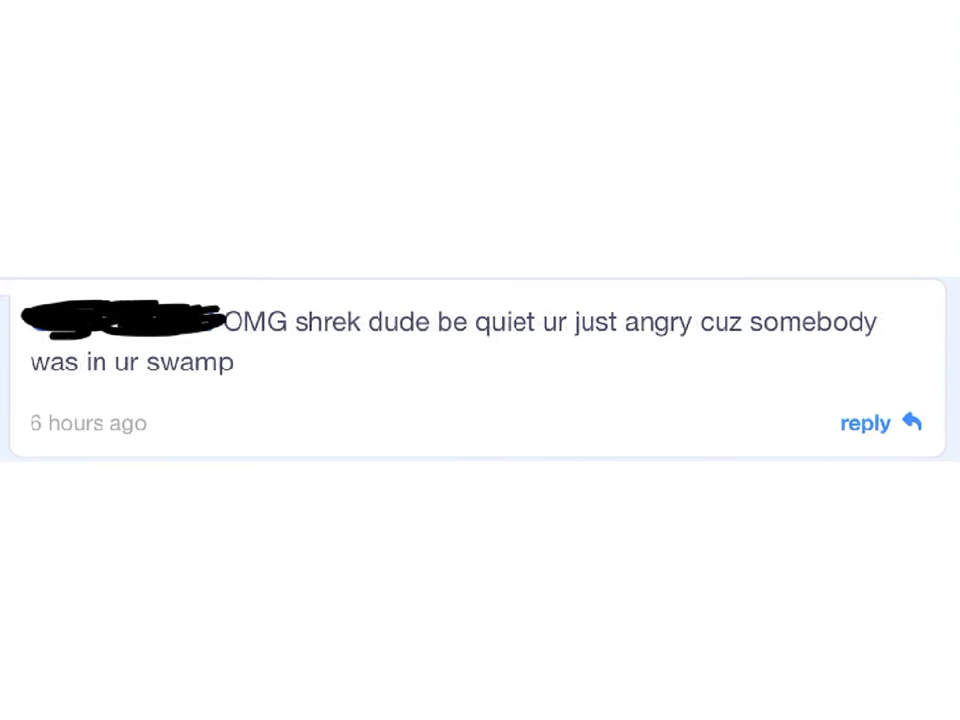 OMG shrek dude be quiet ur just angry cuz somebody
was in ur swamp
6 hours ago
reply